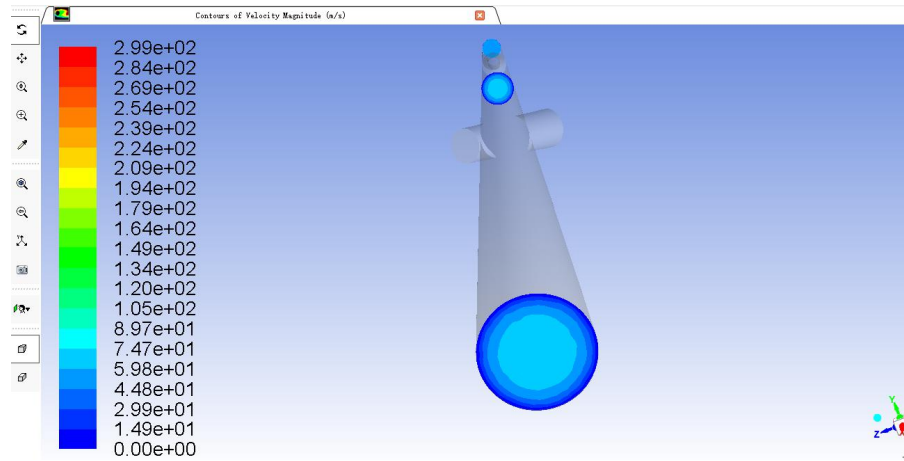 Contours of Velocity Magnitude (m/s)
2.99e+02
2.84e+02
2.69e+02
2.54e+02
2.39e+02
2.24e+02
2.09e+02
1.94e+02
1.79e+02
1.64e+02
1.49e+02
1.34e+02
1.20e+02
1.05e+02
8.97e+01
7.47e+01
5.98e+01
4.48e+01
2.99e+01
1.49e+01
0.00e+00
Y
Z